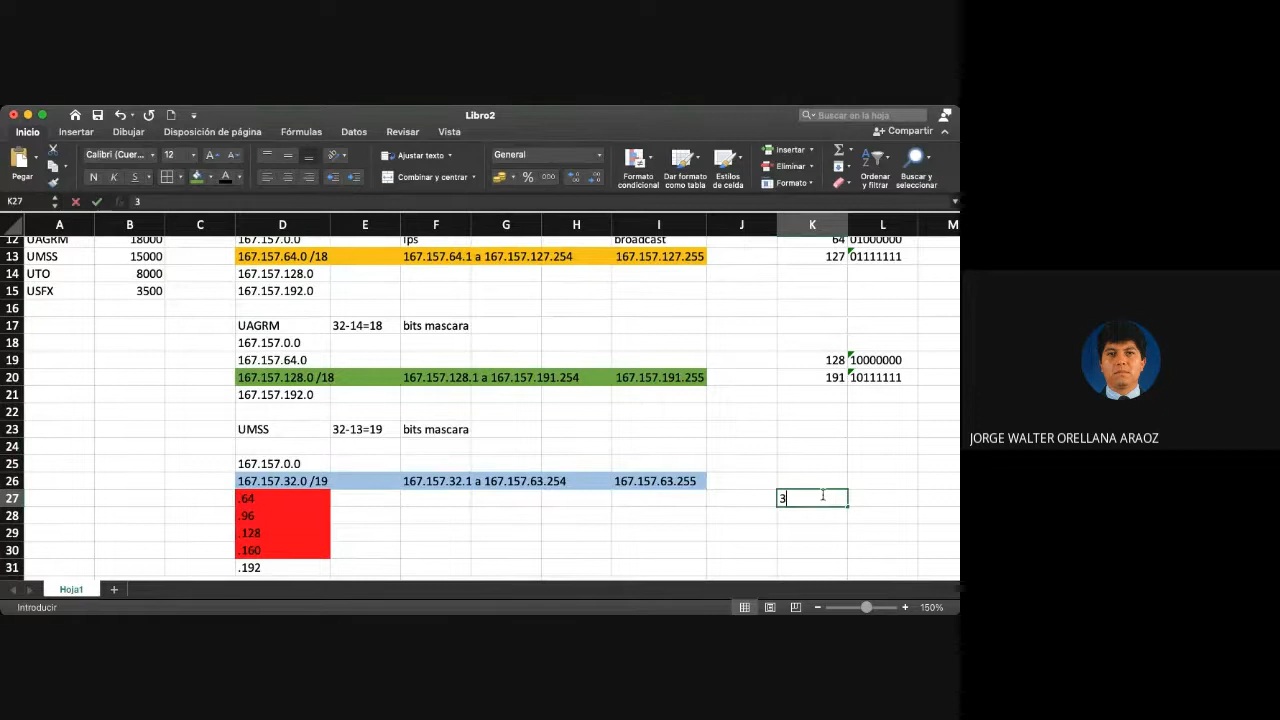 Libro2
Buscar en la hoja
Inicio Insertar Dibujar Disposición de página Fórmulas Datos Revisar Vista
Compartir
Pegar
Calibri (Cuer... 12
N K S
Ajustar texto
Combinar y centrar
General
Formato condicional
Dar formato como tabla
Estilos de celda
Insertar
Eliminar
Formato
Ordenar y filtrar
Buscar y seleccionar
K27 3
A B C D E F G H I J K L M
12 UAGRM 18000 167.157.0.0 ips broadcast 64 01000000
13 UMSS 15000 167.157.64.0 /18 167.157.64.1 a 167.157.127.254 167.157.127.255 127 01111111
14 UTO 8000 167.157.128.0
15 USFX 3500 167.157.192.0
16
17 UAGRM 32-14=18 bits mascara
18 167.157.0.0
19 167.157.64.0 128 10000000
20 167.157.128.0 /18 167.157.128.1 a 167.157.191.254 167.157.191.255 191 10111111
21 167.157.192.0
22
23 UMSS 32-13=19 bits mascara
24
25 167.157.0.0
26 167.157.32.0 /19 167.157.32.1 a 167.157.63.254 167.157.63.255
27 .64 3
28 .96
29 .128
30 .160
31 .192
Hoja1
Introducir 150%
JORGE WALTER ORELLANA ARAOZ